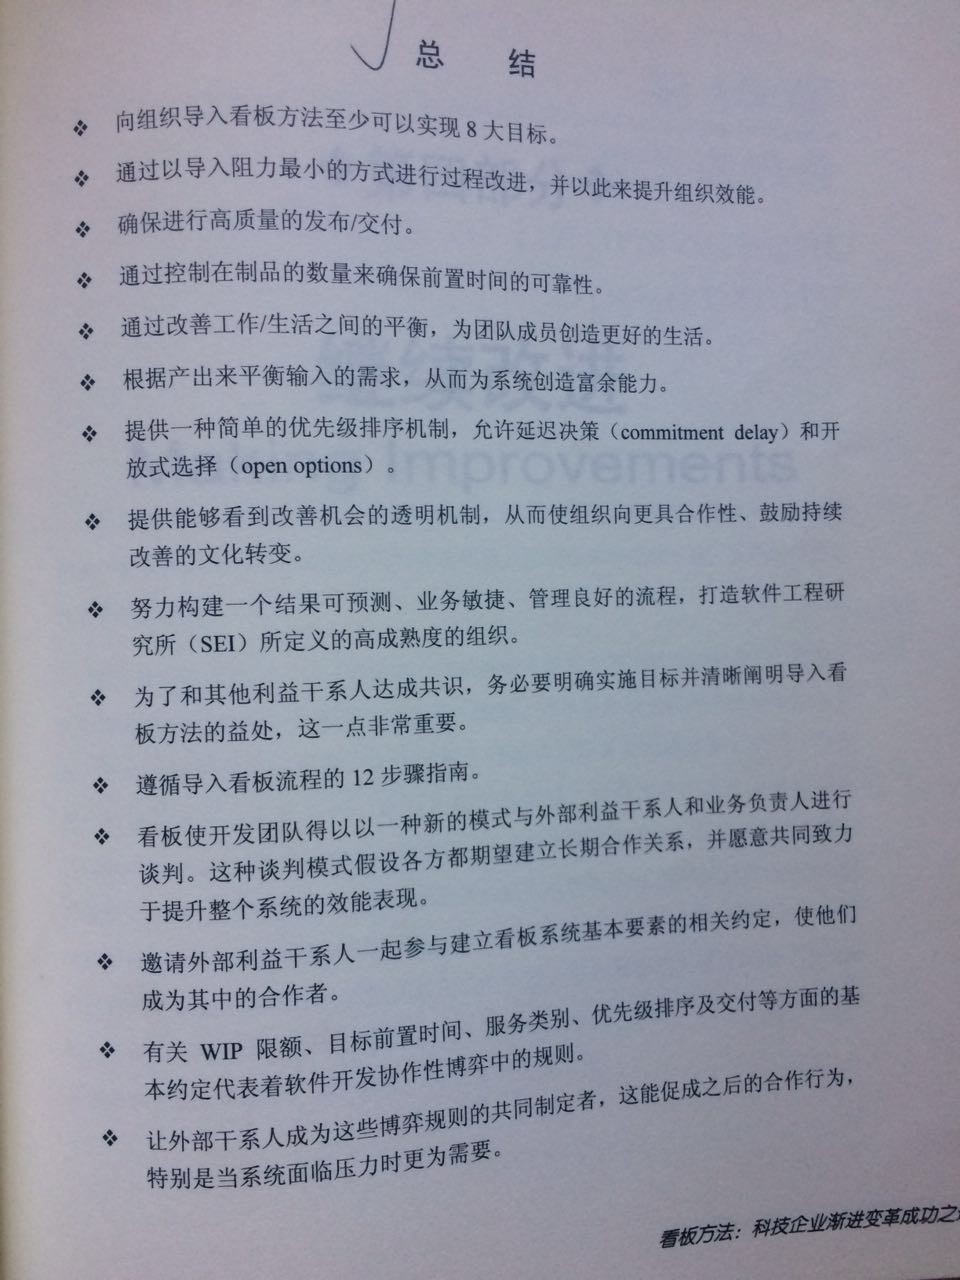 总 结
❖ 向组织导入看板方法至少可以实现 8 大目标。
❖ 通过以导入阻力最小的方式进行过程改进，并以此来提升组织效能。
❖ 确保进行高质量的发布/交付。
❖ 通过控制在制品的数量来确保前置时间的可靠性。
❖ 通过改善工作/生活之间的平衡，为团队成员创造更好的生活。
❖ 根据产出来平衡输入的需求，从而为系统创造富余能力。
❖ 提供一种简单的优先级排序机制，允许延迟决策（commitment delay）和开
放式选择（open options）。
❖ 提供能够看到改善机会的透明机制，从而使组织向更具合作性、鼓励持续
改善的文化转变。
❖ 努力构建一个结果可预测、业务敏捷、管理良好的流程，打造软件工程研
究所（SEI）所定义的高成熟度的组织。
❖ 为了和其他利益干系人达成共识，务必要明确实施目标并清晰阐明导入看
板方法的益处，这一点非常重要。
❖ 遵循导入看板流程的 12 步骤指南。
❖ 看板使开发团队得以以一种新的模式与外部利益干系人和业务负责人进行
谈判。这种谈判模式假设各方都期望建立长期合作关系，并愿意共同致力
于提升整个系统的效能表现。
❖ 邀请外部利益干系人一起参与建立看板系统基本要素的相关约定，使他们
成为其中的合作者。
❖ 有关 WIP 限额、目标前置时间、服务类别、优先级排序及交付等方面的基
本约定代表着软件开发协作性博弈中的规则。
❖ 让外部干系人成为这些博弈规则的共同制定者，这能促成之后的合作行为，
特别是当系统面临压力时更为需要。
看板方法：科技企业渐进变革成功之